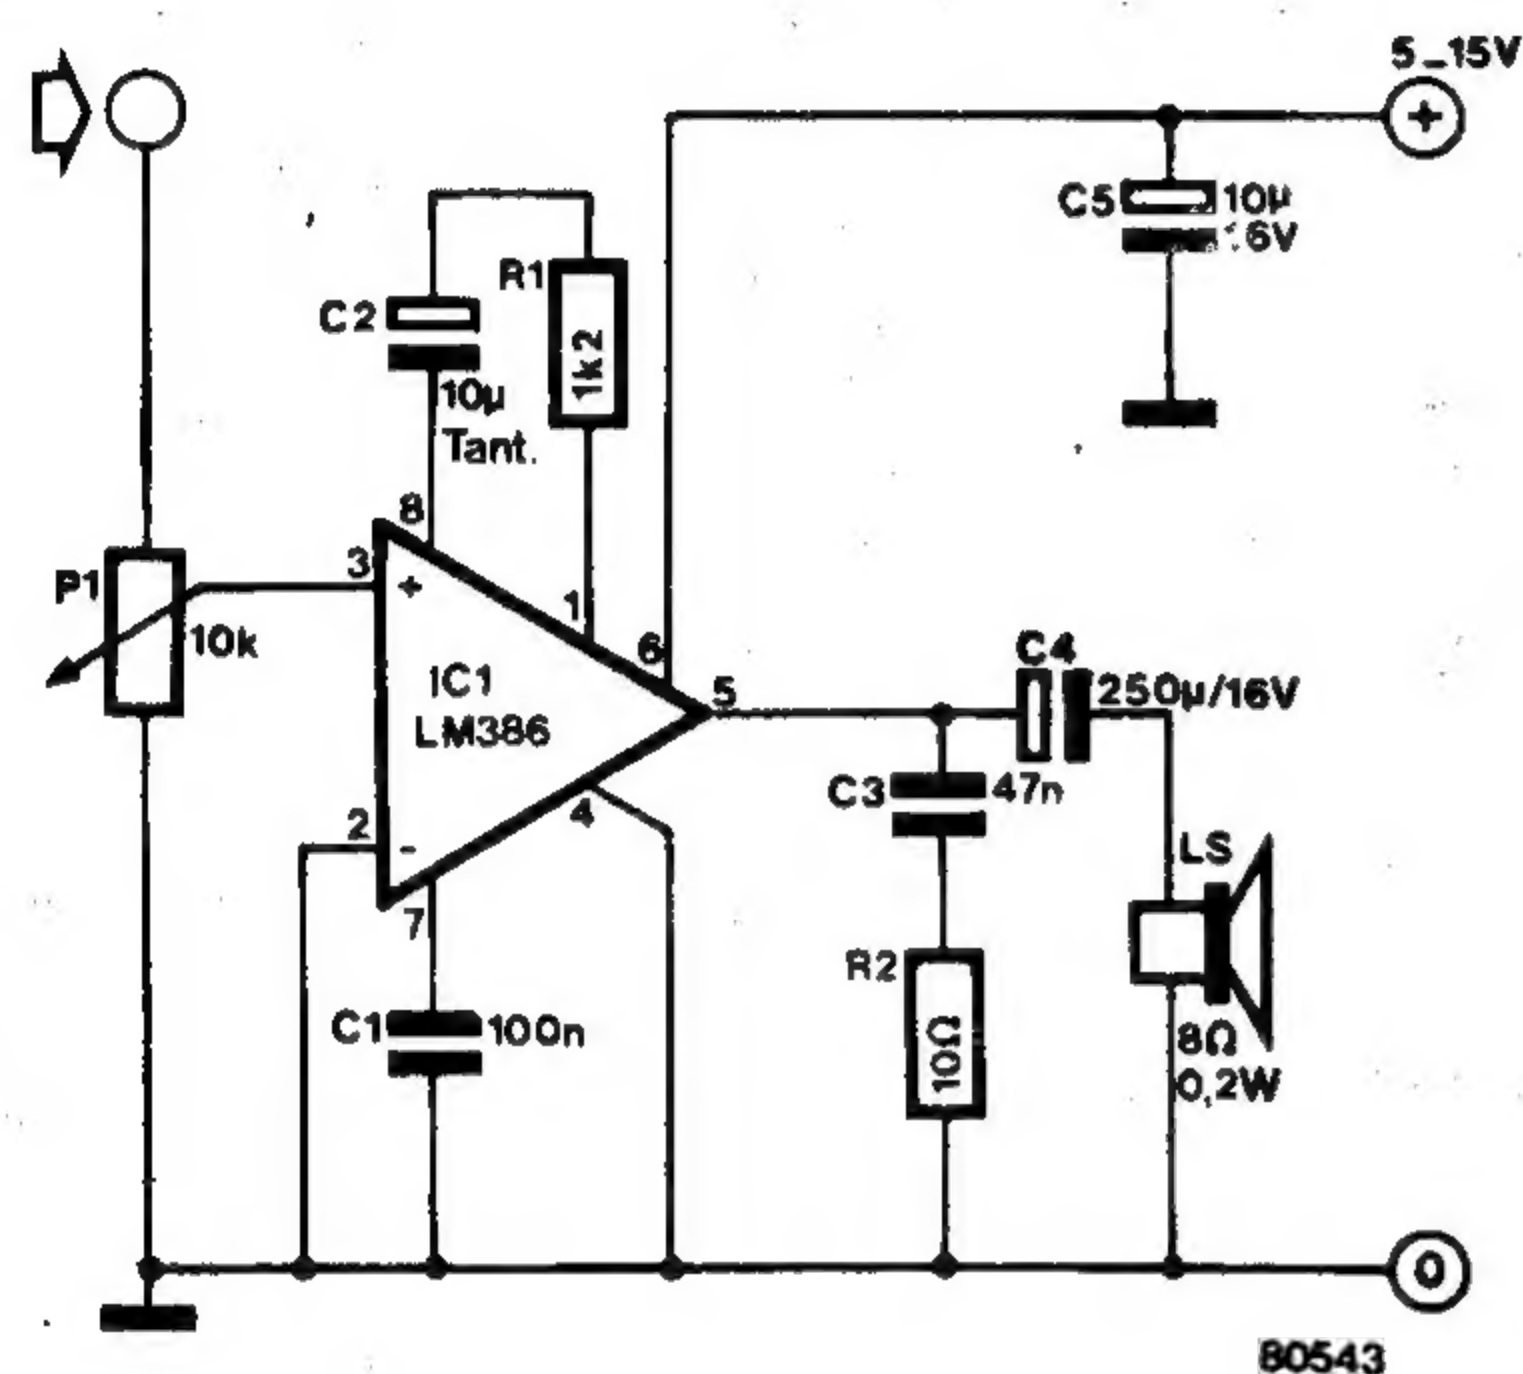 5_15V
+
C5
10µ
16V
R1
1k2
C2
10µ
Tant.
8
3
+
P1
10k
1
6
IC1
LM386
5
C4
250µ/16V
C3
47n
2
-
4
7
LS
R2
10Ω
C1
100n
8Ω
0,2W
0
80543